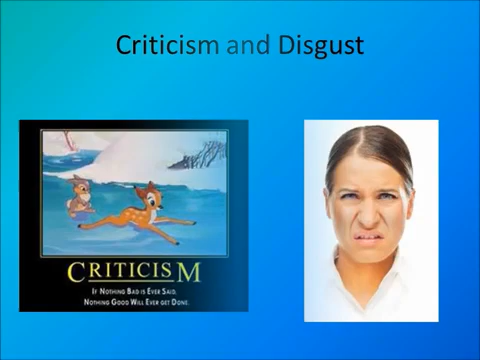 Criticism and Disgust
CRITICISM
IF NOTHING BAD IS EVER SAID,
NOTHING GOOD WILL EVER GET DONE.